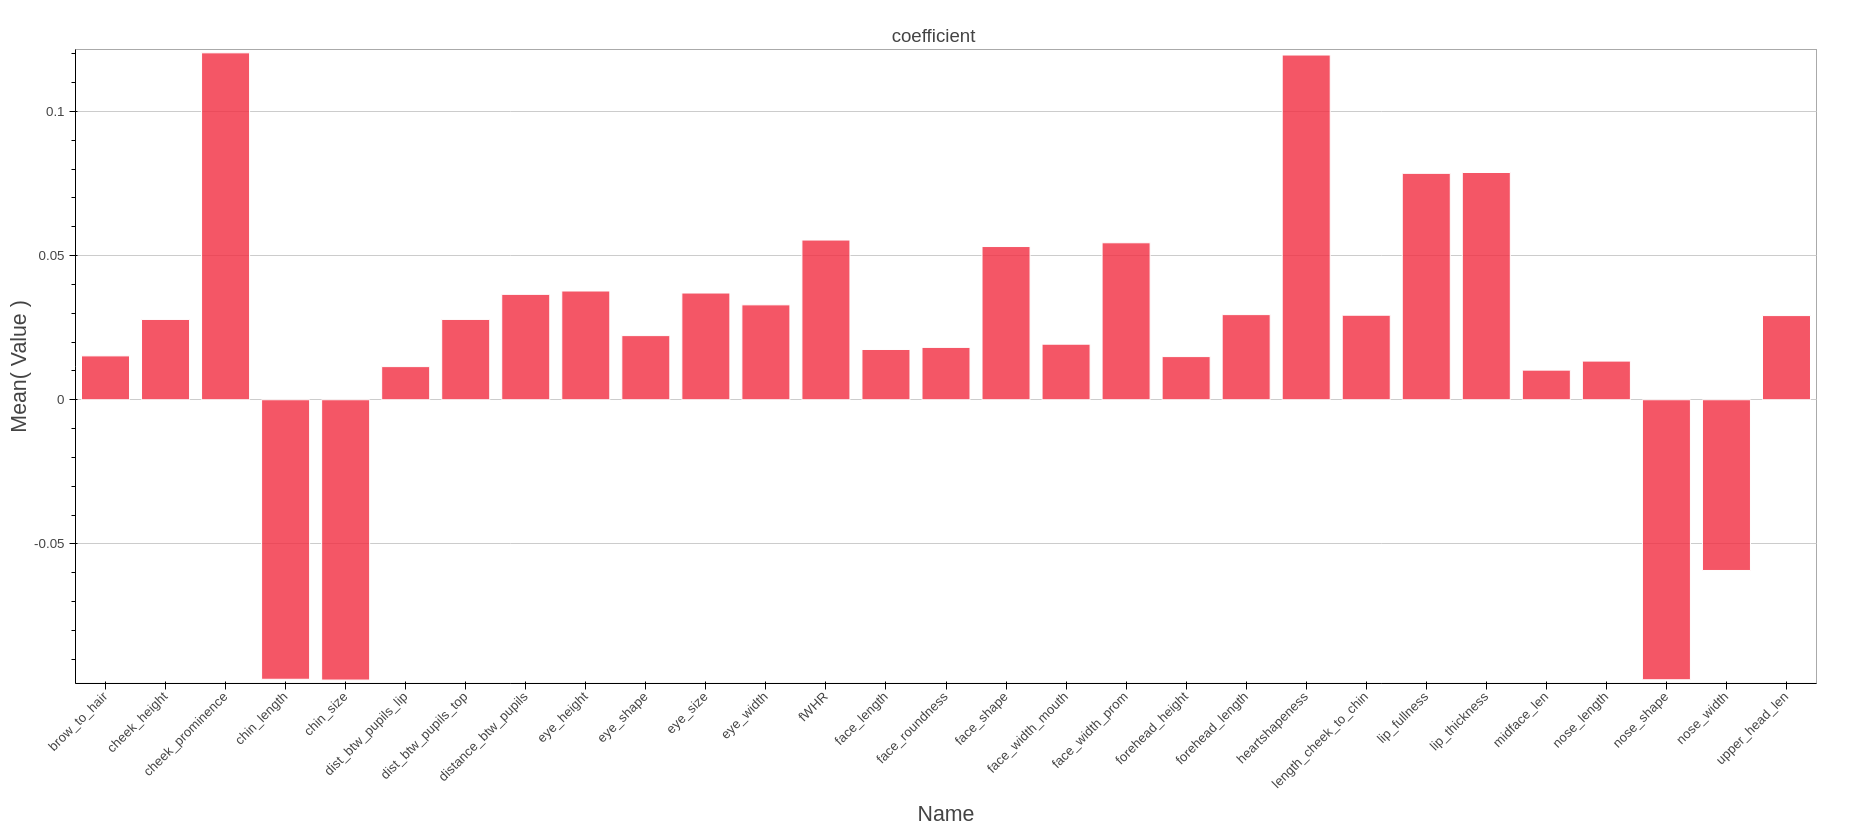 coefficient
0.1
0.05
0
-0.05
Mean( Value )
brow_to_hair
cheek_height
cheek_prominence
chin_length
chin_size
dist_btw_pupils_lip
dist_btw_pupils_top
distance_btw_pupils
eye_height
eye_shape
eye_size
eye_width
fWHR
face_length
face_roundness
face_shape
face_width_mouth
face_width_prom
forehead_height
forehead_length
heartshapeness
length_cheek_to_chin
lip_fullness
lip_thickness
midface_len
nose_length
nose_shape
nose_width
upper_head_len
Name